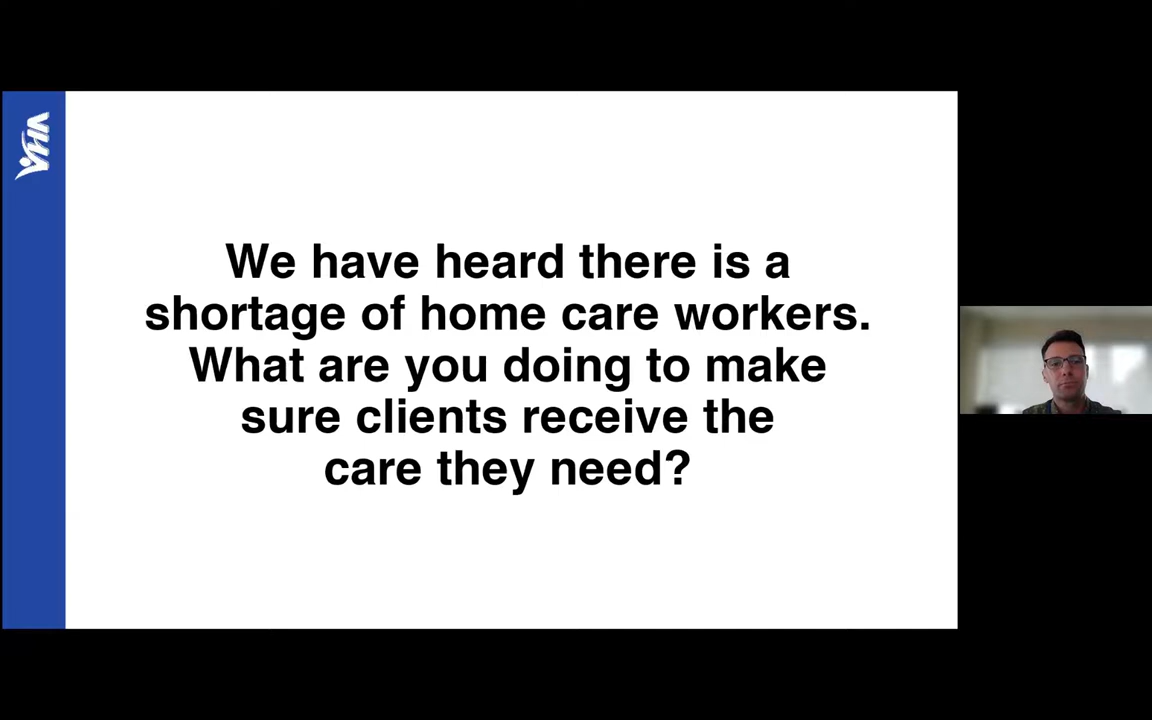 VHA
We have heard there is a
shortage of home care workers.
What are you doing to make
sure clients receive the
care they need?